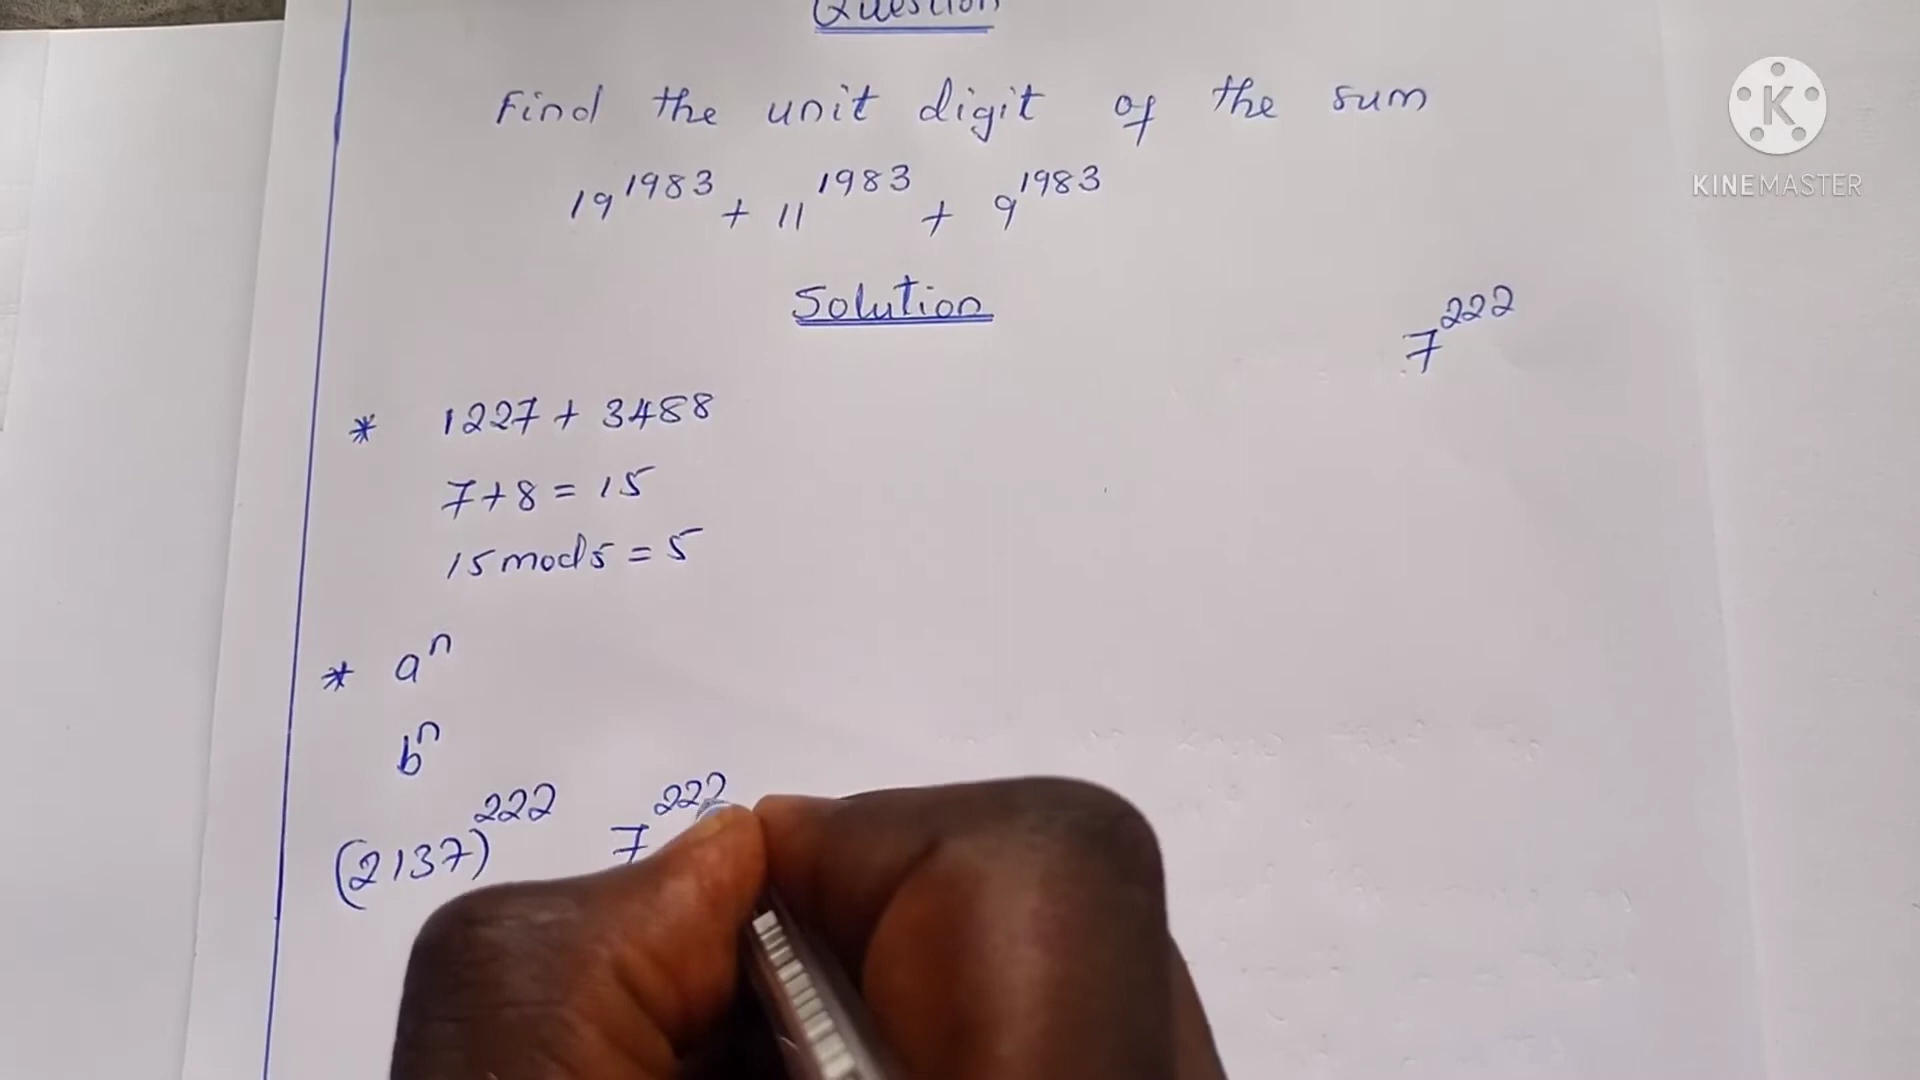 Question
Find the unit digit of the sum
19^1983 + 11^1983 + 9^1983
Solution
7^222
* 1227 + 3488
7+8 = 15
15 mod 5 = 5
* a^n
b^n
(2137)^222 7^222
K
KINEMASTER